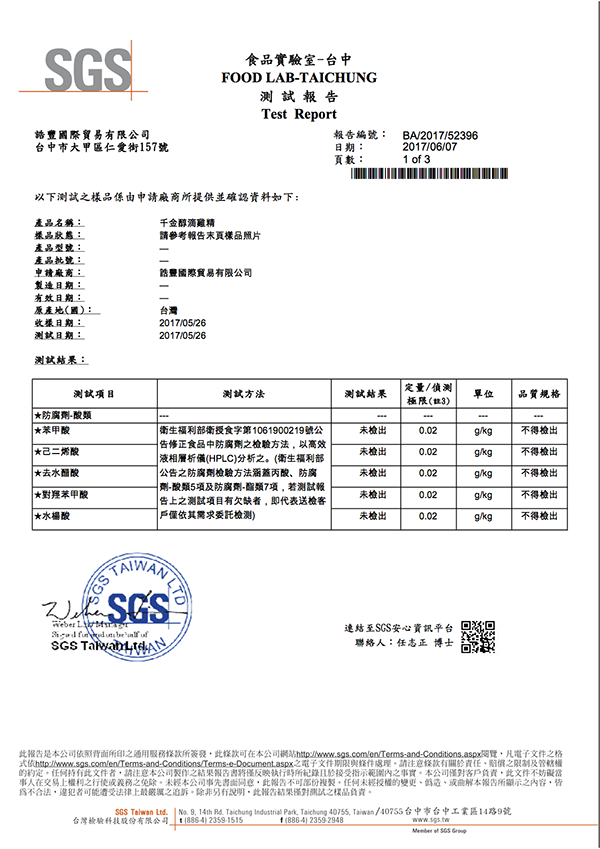 SGS
食品實驗室-台中
FOOD LAB-TAICHUNG
測 試 報 告
Test Report
誥豐國際貿易有限公司
台中市大甲區仁愛街157號
報告編號： BA/2017/52396
日期： 2017/06/07
頁數： 1 of 3
以下測試之樣品係由申請廠商所提供並確認資料如下:
產品名稱： 千金醇滴雞精
樣品狀態： 請參考報告末頁樣品照片
產品型號： —
產品批號： —
申請廠商： 誥豐國際貿易有限公司
製造日期： —
有效日期： —
原產地(國)： 台灣
收樣日期： 2017/05/26
測試日期： 2017/05/26
測試結果：
測試項目 測試方法 測試結果 定量/偵測極限(註3) 單位 品質規格
★防腐劑-酸類 --- --- --- --- ---
★苯甲酸 未檢出 0.02 g/kg 不得檢出
★己二烯酸 未檢出 0.02 g/kg 不得檢出
★去水醋酸 未檢出 0.02 g/kg 不得檢出
★對羥苯甲酸 未檢出 0.02 g/kg 不得檢出
★水楊酸 未檢出 0.02 g/kg 不得檢出
衛生福利部衛授食字第1061900219號公
告修正食品中防腐劑之檢驗方法，以高效
液相層析儀(HPLC)分析之。(衛生福利部
公告之防腐劑檢驗方法涵蓋丙酸、防腐
劑-酸類5項及防腐劑-酯類7項，若測試報
告上之測試項目有欠缺者，即代表送檢客
戶僅依其需求委託檢測)
SGS TAIWAN LTD
SGS
TAIWAN
Signed for and on behalf of
SGS Taiwan Ltd.
連結至SGS安心資訊平台
聯絡人：任志正 博士
此報告是本公司依照背面所印之通用服務條款所簽發，此條款可在本公司網站http://www.sgs.com/en/Terms-and-Conditions.aspx閱覽，凡電子文件之格
式依http://www.sgs.com/en/Terms-and-Conditions/Terms-e-Document.aspx之電子文件期限與條件處理。請注意條款有關於責任、賠償之限制及管轄權
的約定。任何持有此文件者，請注意本公司製作之結果報告書將僅反映執行時所紀錄且於接受指示範圍內之事實。本公司僅對客戶負責，此文件不妨礙當
事人在交易上權利之行使或義務之免除。未經本公司事先書面同意，此報告不可部份複製。任何未經授權的變更、偽造、或曲解本報告所顯示之內容，皆
為不合法，違犯者可能遭受法律上最嚴厲之追訴。除非另有說明，此報告結果僅對測試之樣品負責。
SGS Taiwan Ltd. No. 9, 14th Rd. Taichung Industrial Park, Taichung 40755, Taiwan /40755台中市台中工業區14路9號
台灣檢驗科技股份有限公司 t (886-4) 2359-1515 f (886-4) 2359-2948 www.sgs.tw
Member of SGS Group